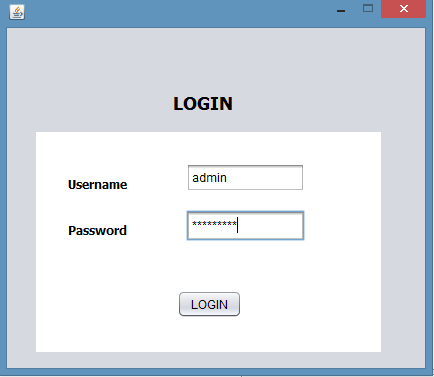 LOGIN
Username admin
Password *********
LOGIN